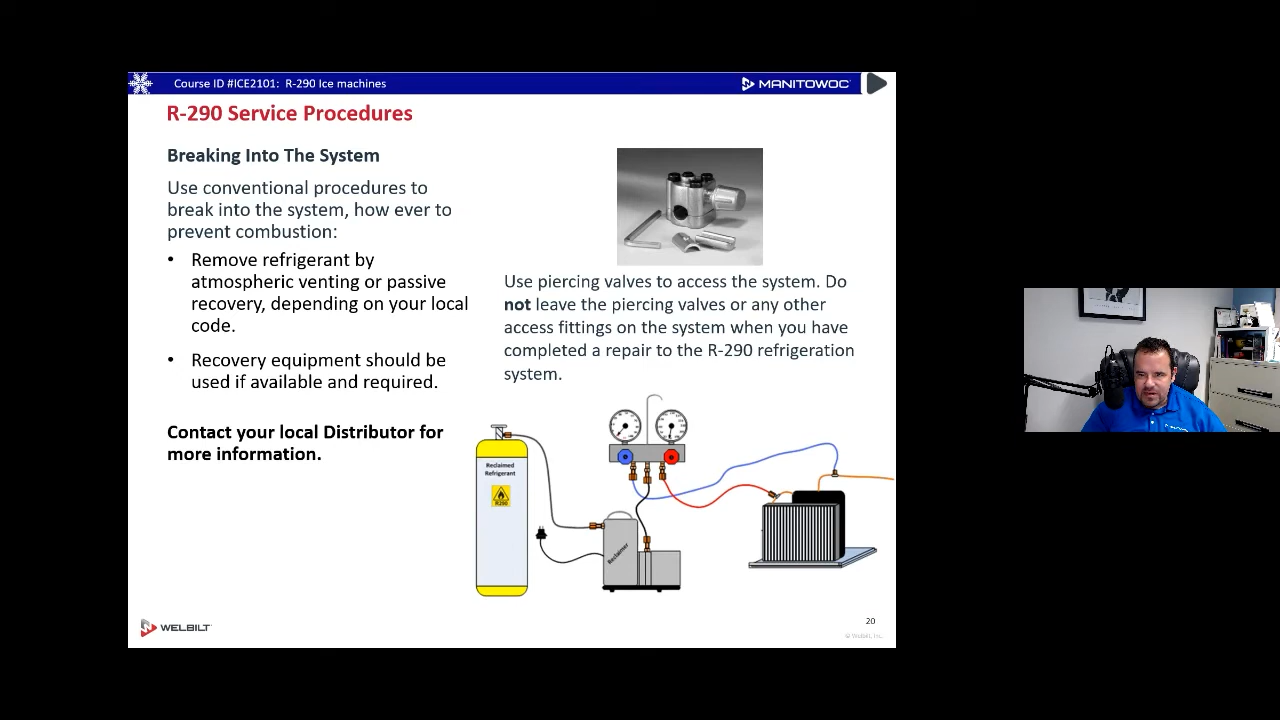 Course ID #ICE2101:  R-290 Ice machines
MANITOWOC
R-290 Service Procedures
Breaking Into The System
Use conventional procedures to
break into the system, how ever to
prevent combustion:
• Remove refrigerant by
atmospheric venting or passive
recovery, depending on your local
code.
• Recovery equipment should be
used if available and required.
Contact your local Distributor for
more information.
Use piercing valves to access the system. Do
not leave the piercing valves or any other
access fittings on the system when you have
completed a repair to the R-290 refrigeration
system.
Reclaimed
Refrigerant
R290
Reclaimer
WELBILT
20
© Welbilt, Inc.